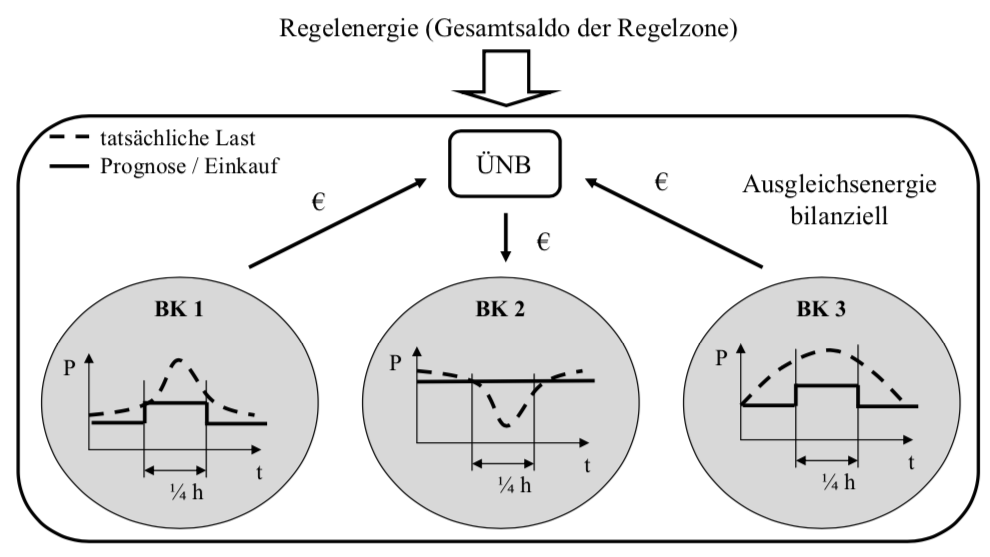 Regelenergie (Gesamtsaldo der Regelzone)
tatsächliche Last
Prognose / Einkauf
ÜNB
Ausgleichsenergie
bilanziell
€
€
€
BK 1
P
t
¼ h
BK 2
P
t
¼ h
BK 3
P
t
¼ h